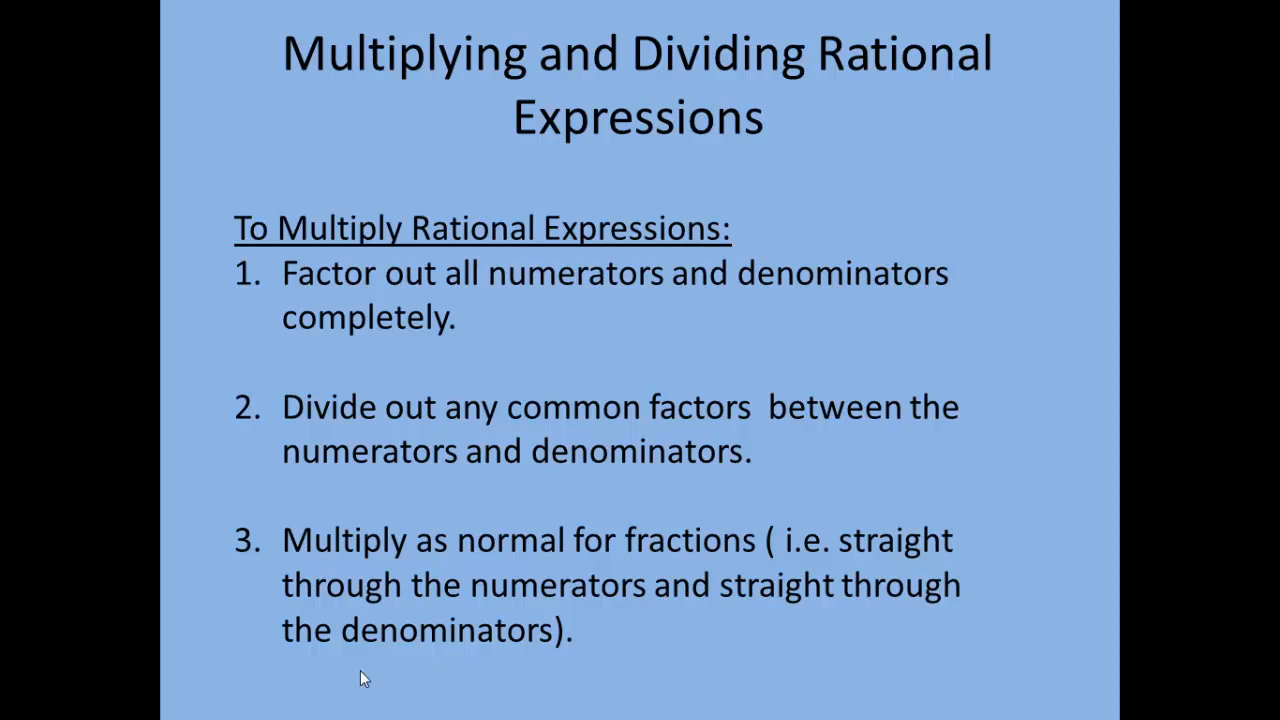 Multiplying and Dividing Rational
Expressions
To Multiply Rational Expressions:
1. Factor out all numerators and denominators
completely.
2. Divide out any common factors  between the
numerators and denominators.
3. Multiply as normal for fractions ( i.e. straight
through the numerators and straight through
the denominators).